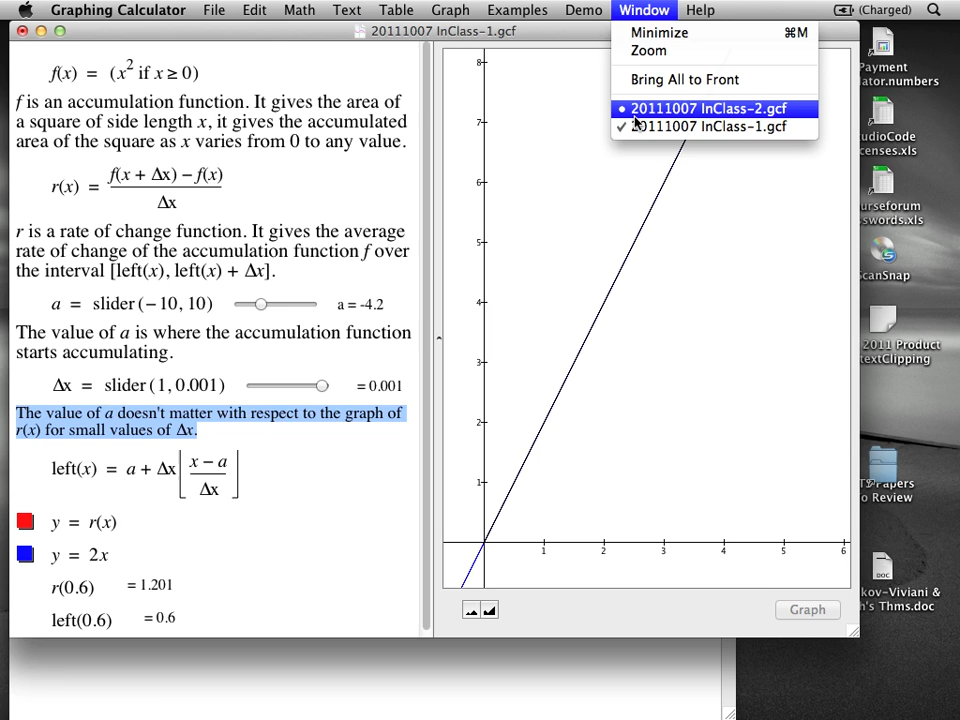 Graphing Calculator File Edit Math Text Table Graph Examples Demo Window Help (Charged)
20111007 InClass-1.gcf
Minimize ⌘M
Zoom
Bring All to Front
• 20111007 InClass-2.gcf
✓ 20111007 InClass-1.gcf
f(x) = (x² if x ≥ 0)
f is an accumulation function. It gives the area of
a square of side length x, it gives the accumulated
area of the square as x varies from 0 to any value.
r(x) = \frac{f(x + Δx) − f(x)}{Δx}
r is a rate of change function. It gives the average
rate of change of the accumulation function f over
the interval [left(x), left(x) + Δx].
a = slider(−10, 10) a = -4.2
The value of a is where the accumulation function
starts accumulating.
Δx = slider(1, 0.001) = 0.001
The value of a doesn't matter with respect to the graph of
r(x) for small values of Δx.
left(x) = a + Δx⌊\frac{x − a}{Δx}⌋
y = r(x)
y = 2x
r(0.6) = 1.201
left(0.6) = 0.6
8
7
6
5
4
3
2
1
1 2 3 4 5 6
Graph
Payment
lator.numbers
udioCode
enses.xls
urseforum
swords.xls
ScanSnap
2011 Product
textClipping
Papers
o Review
DOC
kov-Viviani &
's Thms.doc